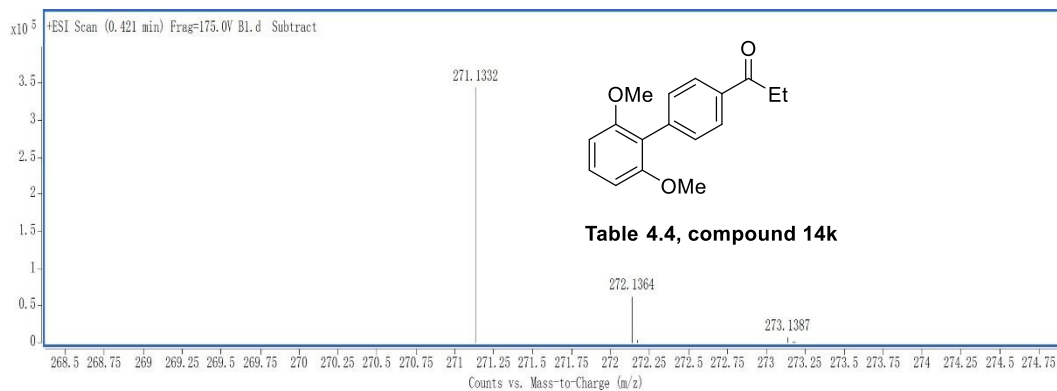 x10⁵ +ESI Scan (0.421 min) Frag=175.0V B1.d Subtract
3.5
3
2.5
2
1.5
1
0.5
0
271.1332
272.1364
273.1387
O
Et
OMe
OMe
Table 4.4, compound 14k
268.5 268.75 269 269.25 269.5 269.75 270 270.25 270.5 270.75 271 271.25 271.5 271.75 272 272.25 272.5 272.75 273 273.25 273.5 273.75 274 274.25 274.5 274.75
Counts vs. Mass-to-Charge (m/z)